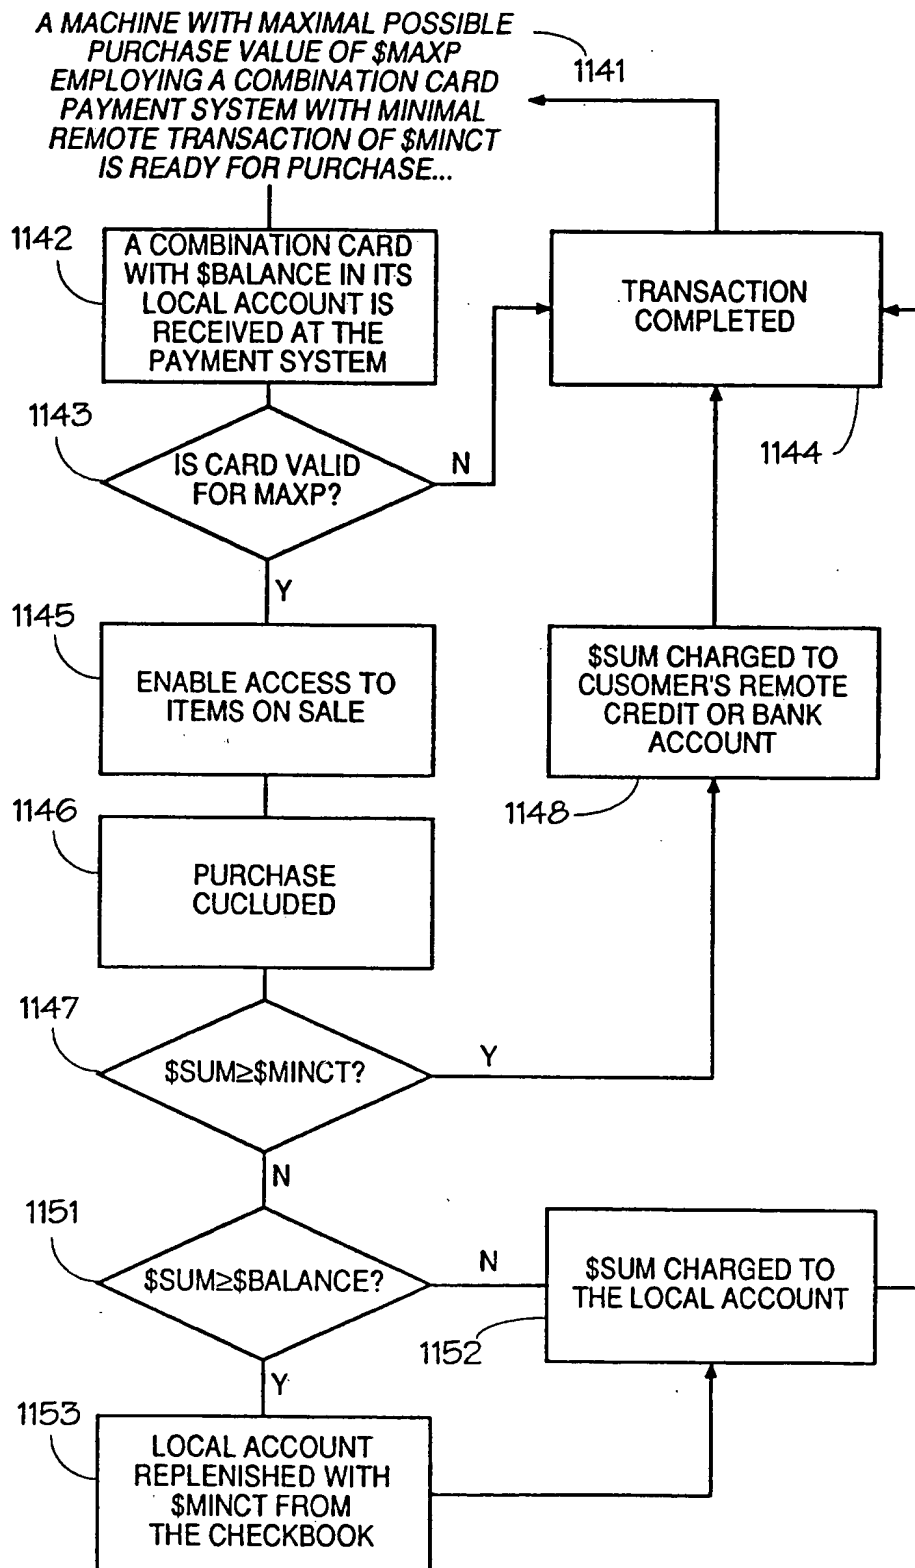 A MACHINE WITH MAXIMAL POSSIBLE
PURCHASE VALUE OF $MAXP
EMPLOYING A COMBINATION CARD
PAYMENT SYSTEM WITH MINIMAL
REMOTE TRANSACTION OF $MINCT
IS READY FOR PURCHASE...
1141
1142
A COMBINATION CARD
WITH $BALANCE IN ITS
LOCAL ACCOUNT IS
RECEIVED AT THE
PAYMENT SYSTEM
TRANSACTION
COMPLETED
1144
1143
IS CARD VALID
FOR MAXP?
N
Y
1145
ENABLE ACCESS TO
ITEMS ON SALE
$SUM CHARGED TO
CUSOMER'S REMOTE
CREDIT OR BANK
ACCOUNT
1148
1146
PURCHASE
CUCLUDED
1147
$SUM≥$MINCT?
Y
N
1151
$SUM≥$BALANCE?
N
$SUM CHARGED TO
THE LOCAL ACCOUNT
1152
Y
1153
LOCAL ACCOUNT
REPLENISHED WITH
$MINCT FROM
THE CHECKBOOK